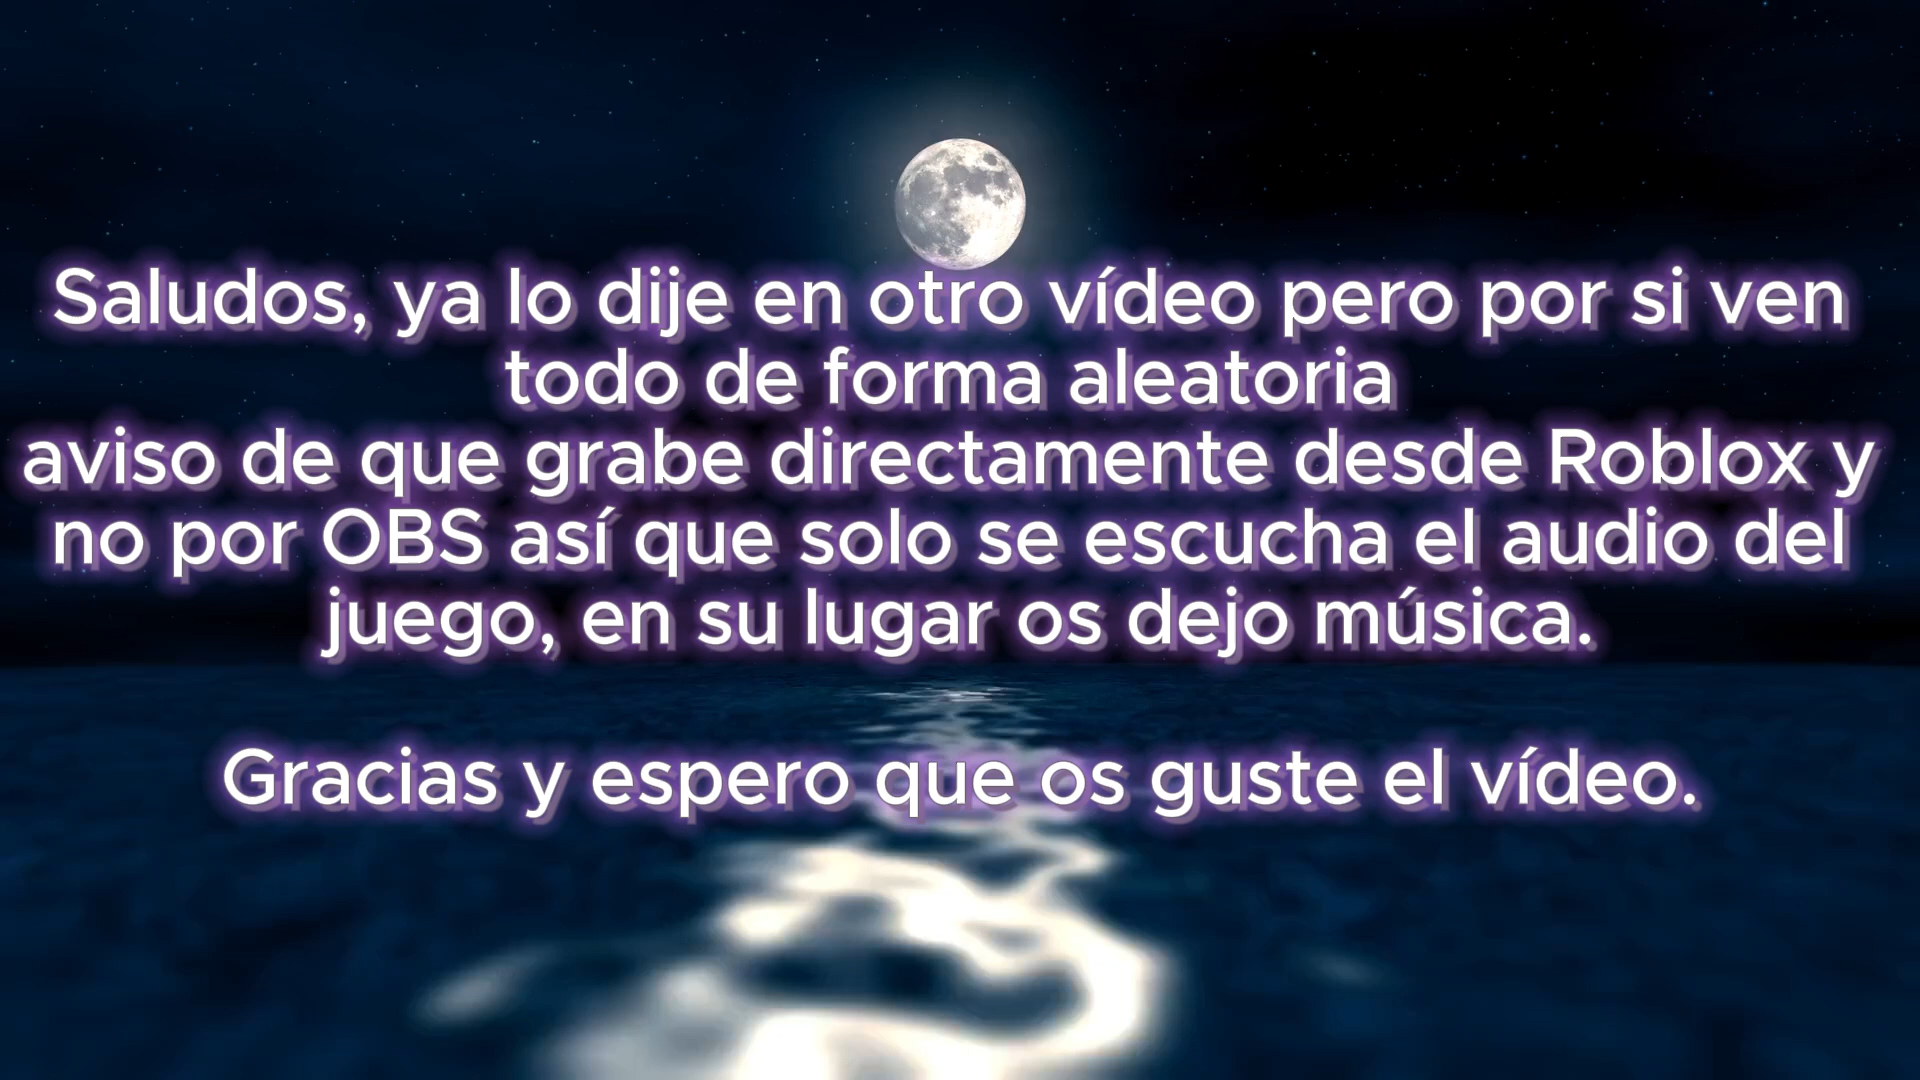 Saludos, ya lo dije en otro vídeo pero por si ven
todo de forma aleatoria
aviso de que grabe directamente desde Roblox y
no por OBS así que solo se escucha el audio del
juego, en su lugar os dejo música.
Gracias y espero que os guste el vídeo.